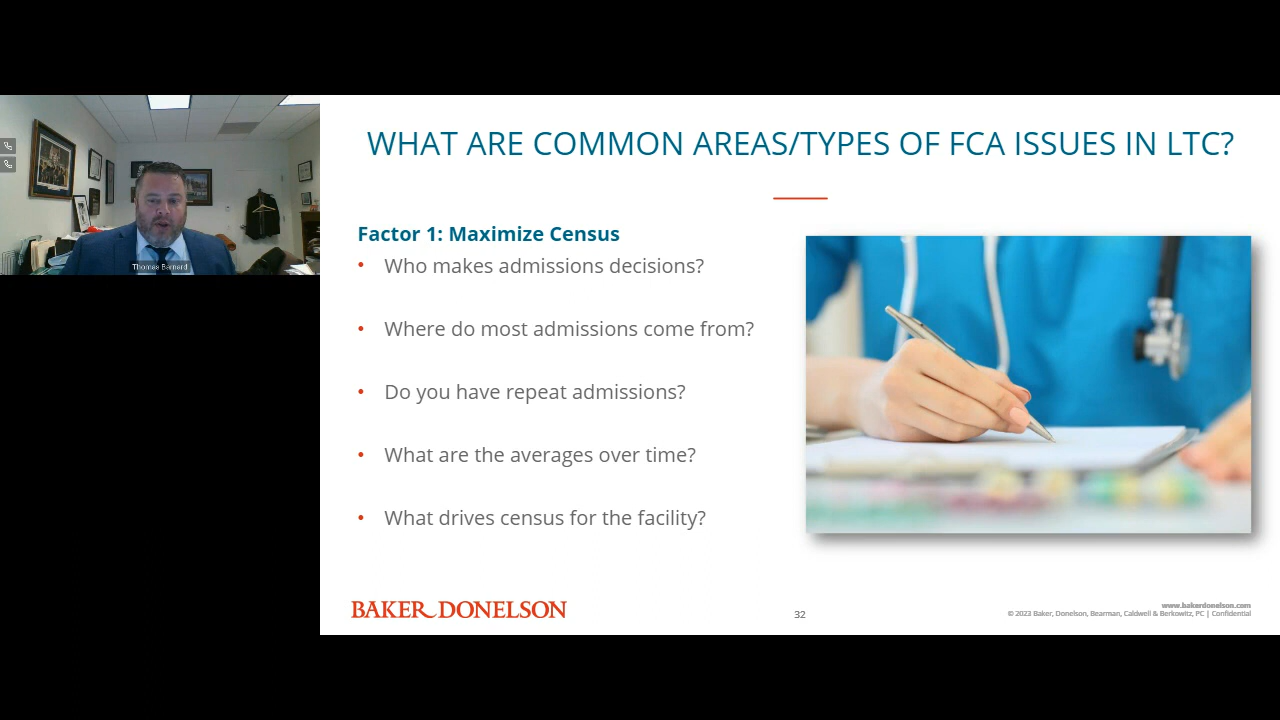 Thomas Barnard
WHAT ARE COMMON AREAS/TYPES OF FCA ISSUES IN LTC?
Factor 1: Maximize Census
• Who makes admissions decisions?
• Where do most admissions come from?
• Do you have repeat admissions?
• What are the averages over time?
• What drives census for the facility?
BAKER DONELSON
32
www.bakerdonelson.com
© 2023 Baker, Donelson, Bearman, Caldwell & Berkowitz, PC | Confidential